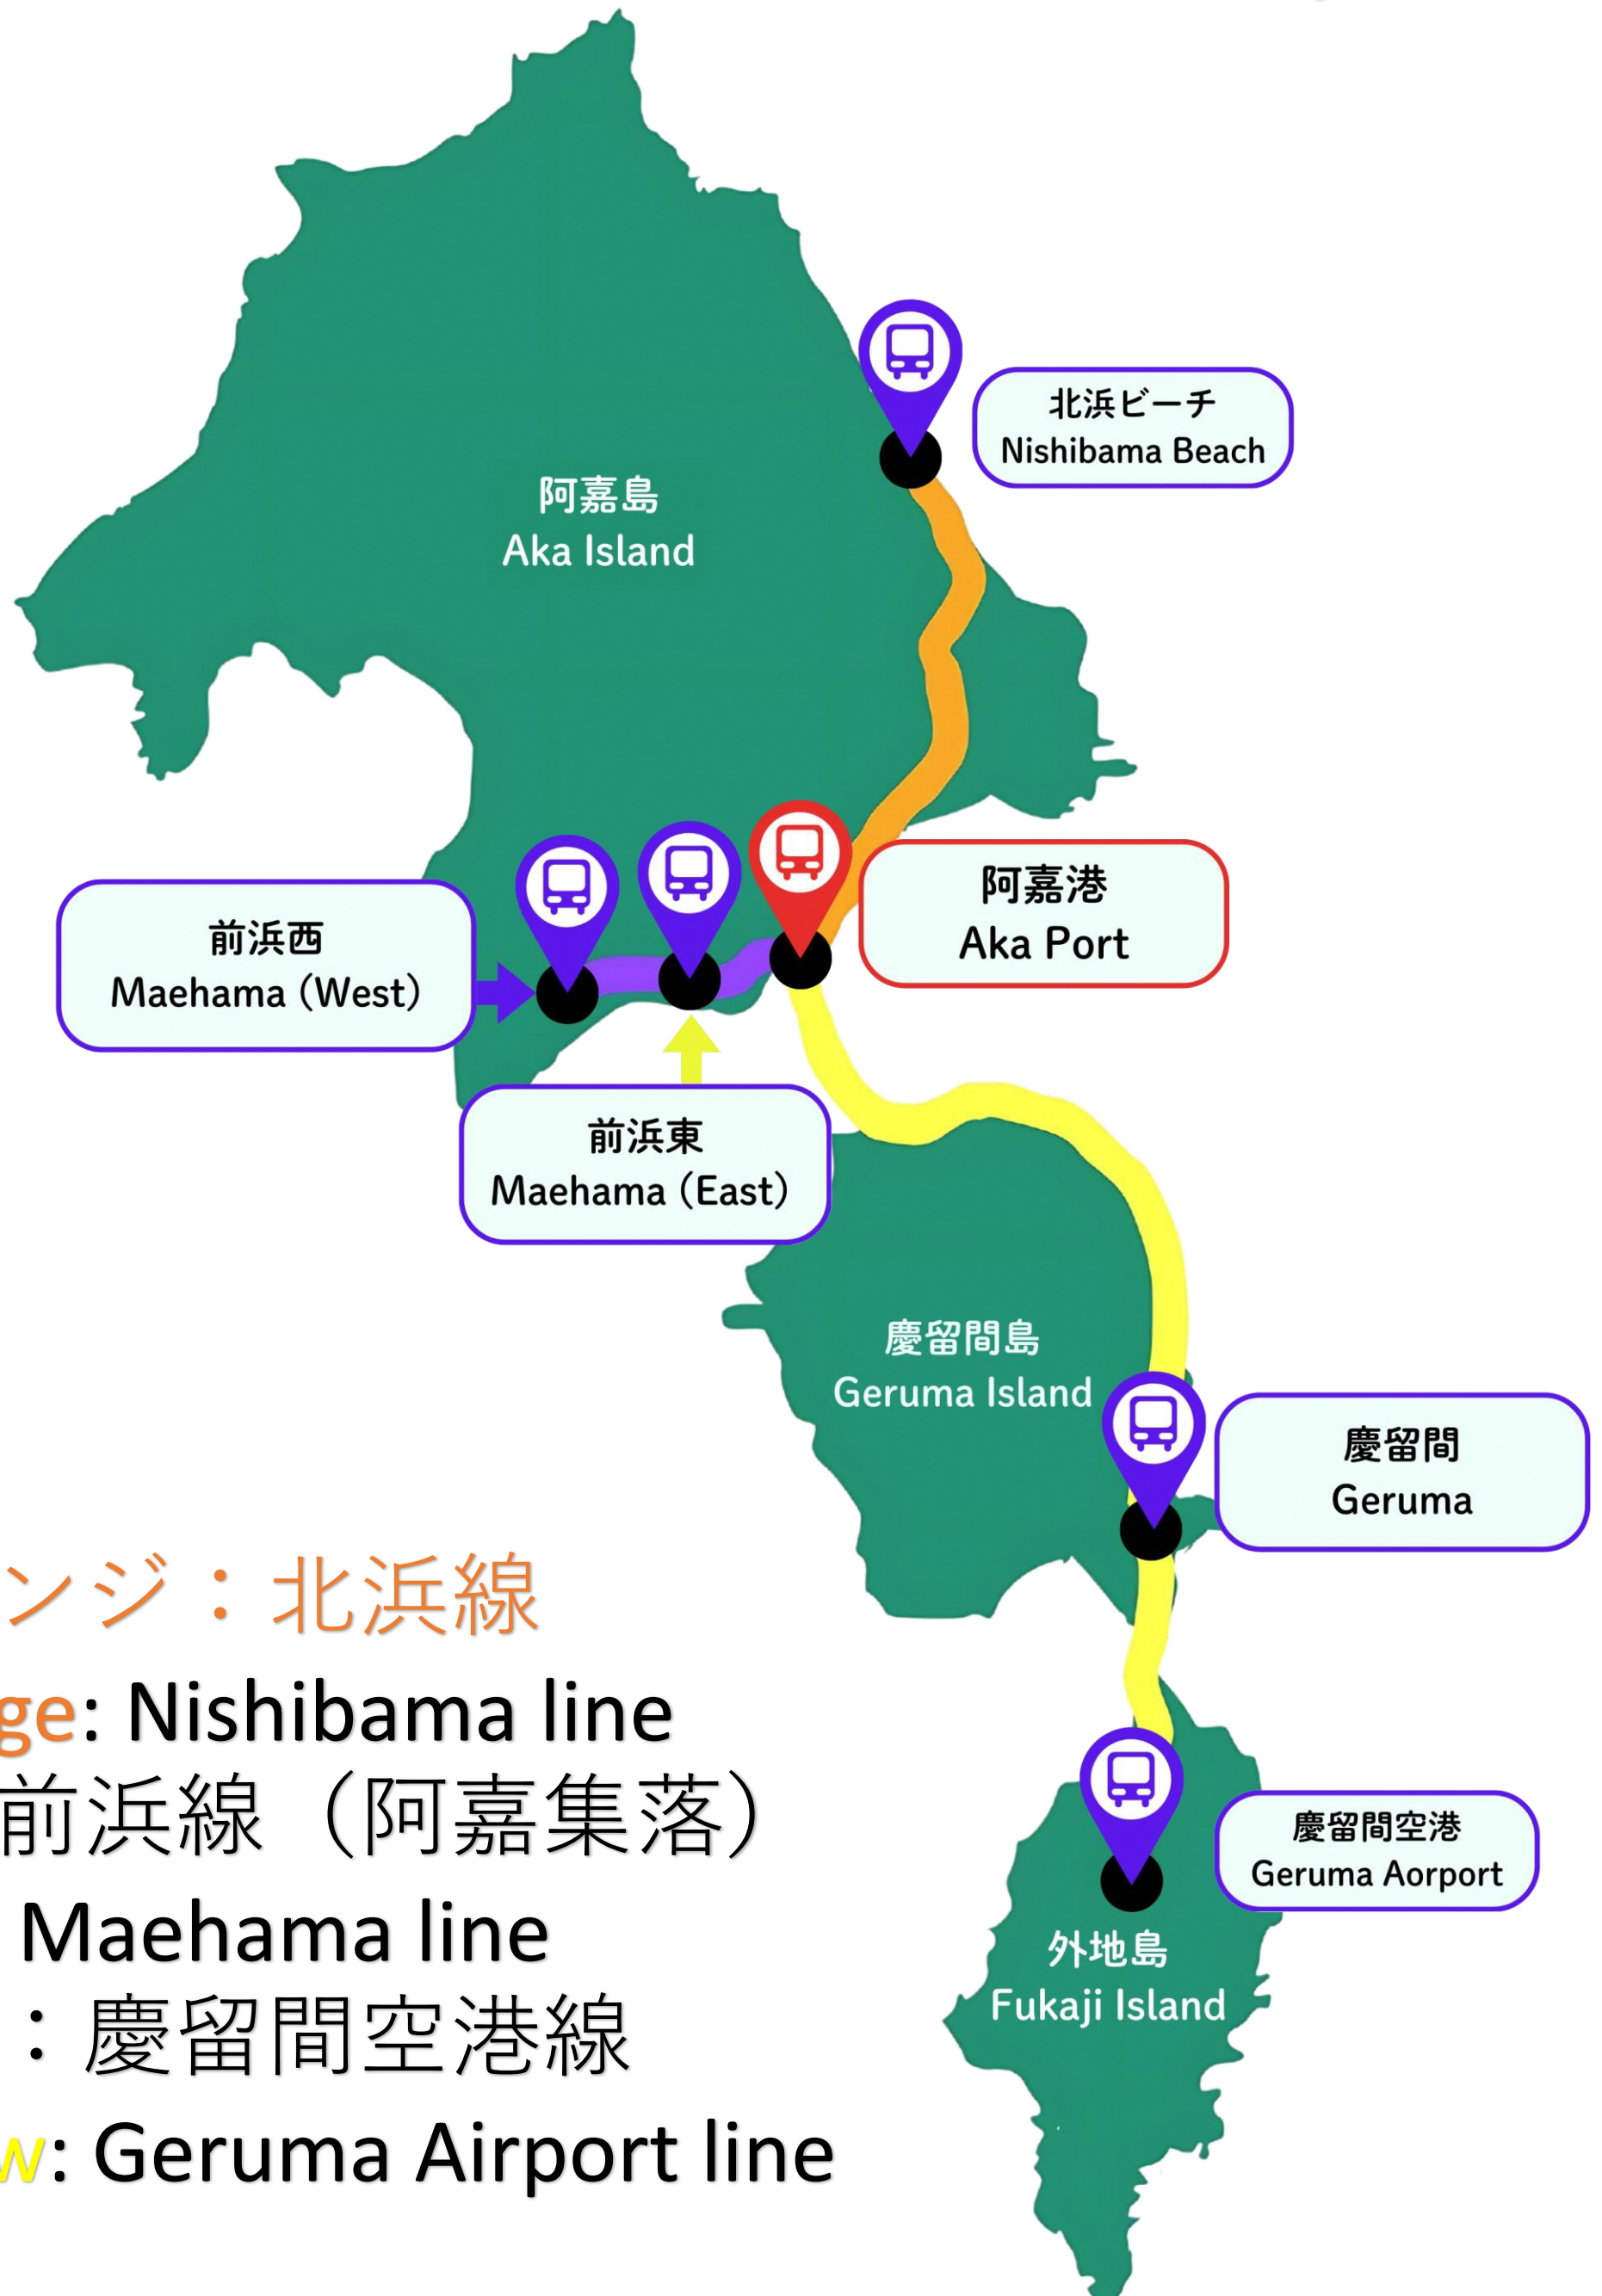 北浜ビーチ
Nishibama Beach
阿嘉島
Aka Island
阿嘉港
Aka Port
前浜西
Maehama (West)
前浜東
Maehama (East)
慶留間島
Geruma Island
慶留間
Geruma
ンジ：北浜線
ge: Nishibama line
前浜線（阿嘉集落）
Maehama line
：慶留間空港線
w: Geruma Airport line
慶留間空港
Geruma Aorport
外地島
Fukaji Island